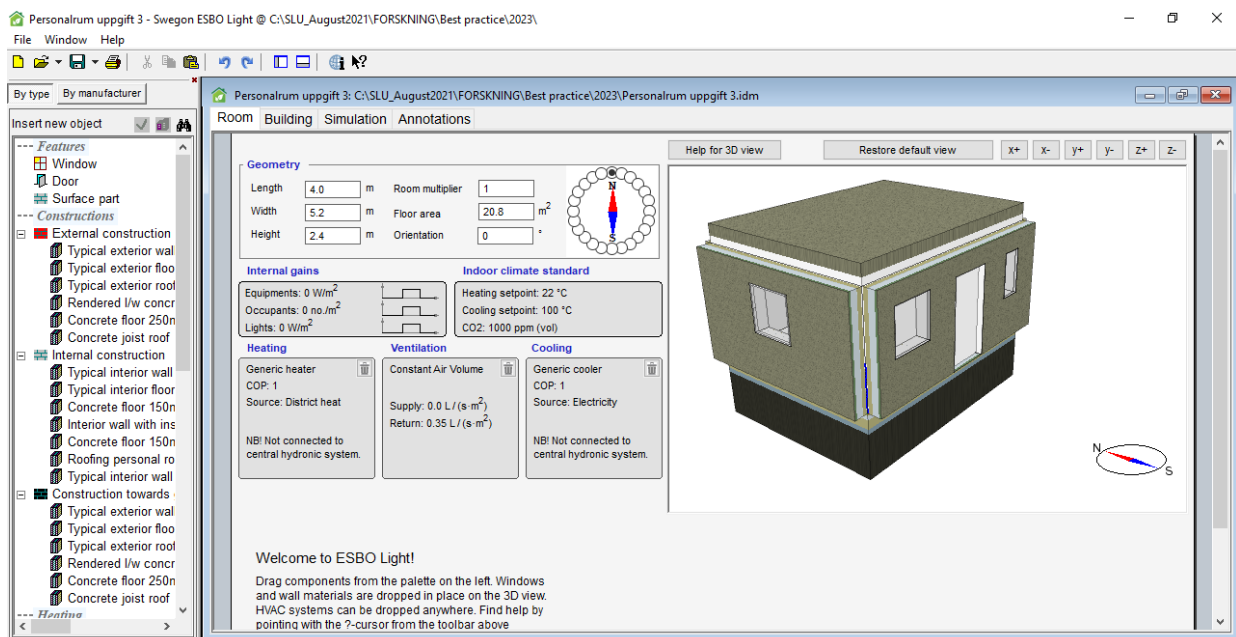 Personalrum uppgift 3 - Swegon ESBO Light @ C:\SLU_August2021\FORSKNING\Best practice\2023\
File Window Help
By type By manufacturer
Insert new object
--- Features
Window
Door
Surface part
--- Constructions
External construction
Typical exterior wal
Typical exterior floo
Typical exterior roof
Rendered l/w concr
Concrete floor 250n
Concrete joist roof
Internal construction
Typical interior wall
Typical interior floor
Concrete floor 150n
Interior wall with ins
Concrete floor 150n
Roofing personal ro
Typical interior wall
Construction towards
Typical exterior wal
Typical exterior floo
Typical exterior roof
Rendered l/w concr
Concrete floor 250n
Concrete joist roof
--- Heating
Personalrum uppgift 3: C:\SLU_August2021\FORSKNING\Best practice\2023\Personalrum uppgift 3.idm
Room Building Simulation Annotations
Help for 3D view Restore default view x+ x- y+ y- z+ z-
Geometry
Length 4.0 m Room multiplier 1
Width 5.2 m Floor area 20.8 m²
Height 2.4 m Orientation 0 °
N
S
Internal gains
Equipments: 0 W/m²
Occupants: 0 no./m²
Lights: 0 W/m²
Indoor climate standard
Heating setpoint: 22 °C
Cooling setpoint: 100 °C
CO2: 1000 ppm (vol)
Heating
Generic heater
COP: 1
Source: District heat
NB! Not connected to
central hydronic system.
Ventilation
Constant Air Volume
Supply: 0.0 L/(s·m²)
Return: 0.35 L/(s·m²)
Cooling
Generic cooler
COP: 1
Source: Electricity
NB! Not connected to
central hydronic system.
N
S
Welcome to ESBO Light!
Drag components from the palette on the left. Windows
and wall materials are dropped in place on the 3D view.
HVAC systems can be dropped anywhere. Find help by
pointing with the ?-cursor from the toolbar above